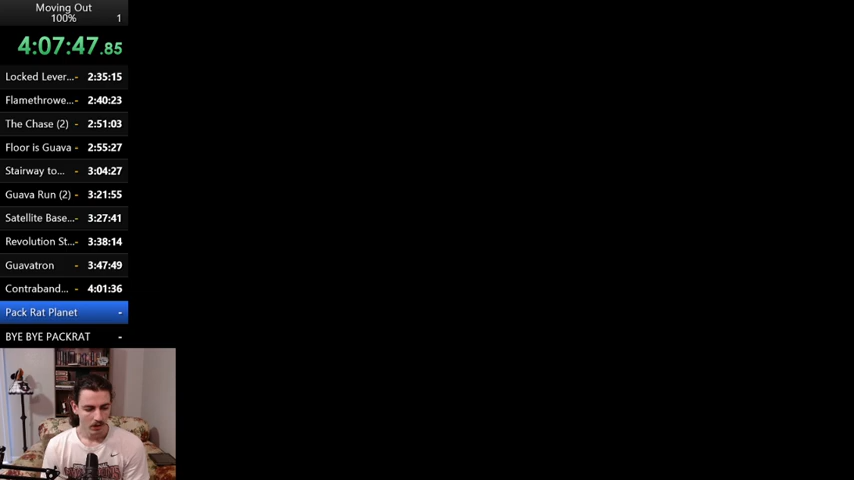 Moving Out
100% 1
4:07:47.85
Locked Lever... - 2:35:15
Flamethrowe... - 2:40:23
The Chase (2) - 2:51:03
Floor is Guava - 2:55:27
Stairway to... - 3:04:27
Guava Run (2) - 3:21:55
Satellite Base... - 3:27:41
Revolution St... - 3:38:14
Guavatron - 3:47:49
Contraband... - 4:01:36
Pack Rat Planet -
BYE BYE PACKRAT -